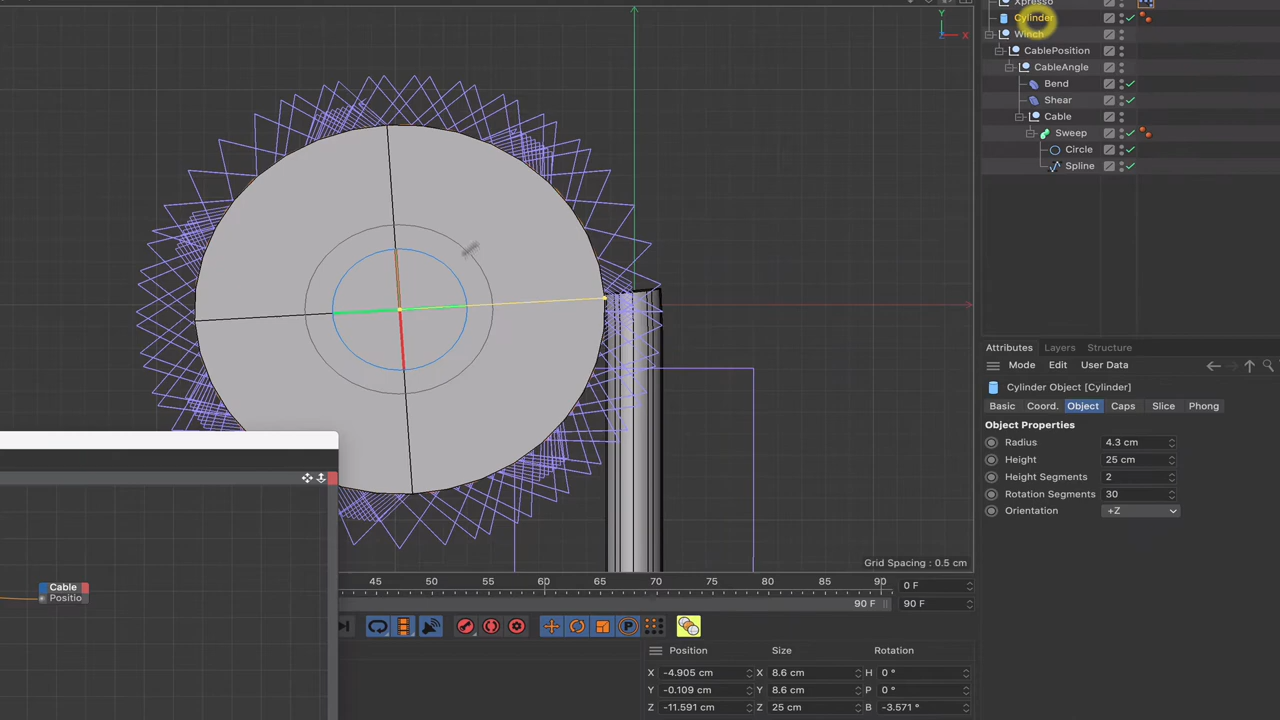 Xpresso
Cylinder
Winch
CablePosition
CableAngle
Bend
Shear
Cable
Sweep
Circle
Spline
Y
X
Z
Attributes Layers Structure
Mode Edit User Data
Cylinder Object [Cylinder]
Basic Coord. Object Caps Slice Phong
Object Properties
Radius 4.3 cm
Height 25 cm
Height Segments 2
Rotation Segments 30
Orientation +Z
Grid Spacing : 0.5 cm
45 50 55 60 65 70 75 80 85 90 0 F
90 F 90 F
Cable
Positio
Position Size Rotation
X -4.905 cm X 8.6 cm H 0 °
Y -0.109 cm Y 8.6 cm P 0 °
Z -11.591 cm Z 25 cm B -3.571 °